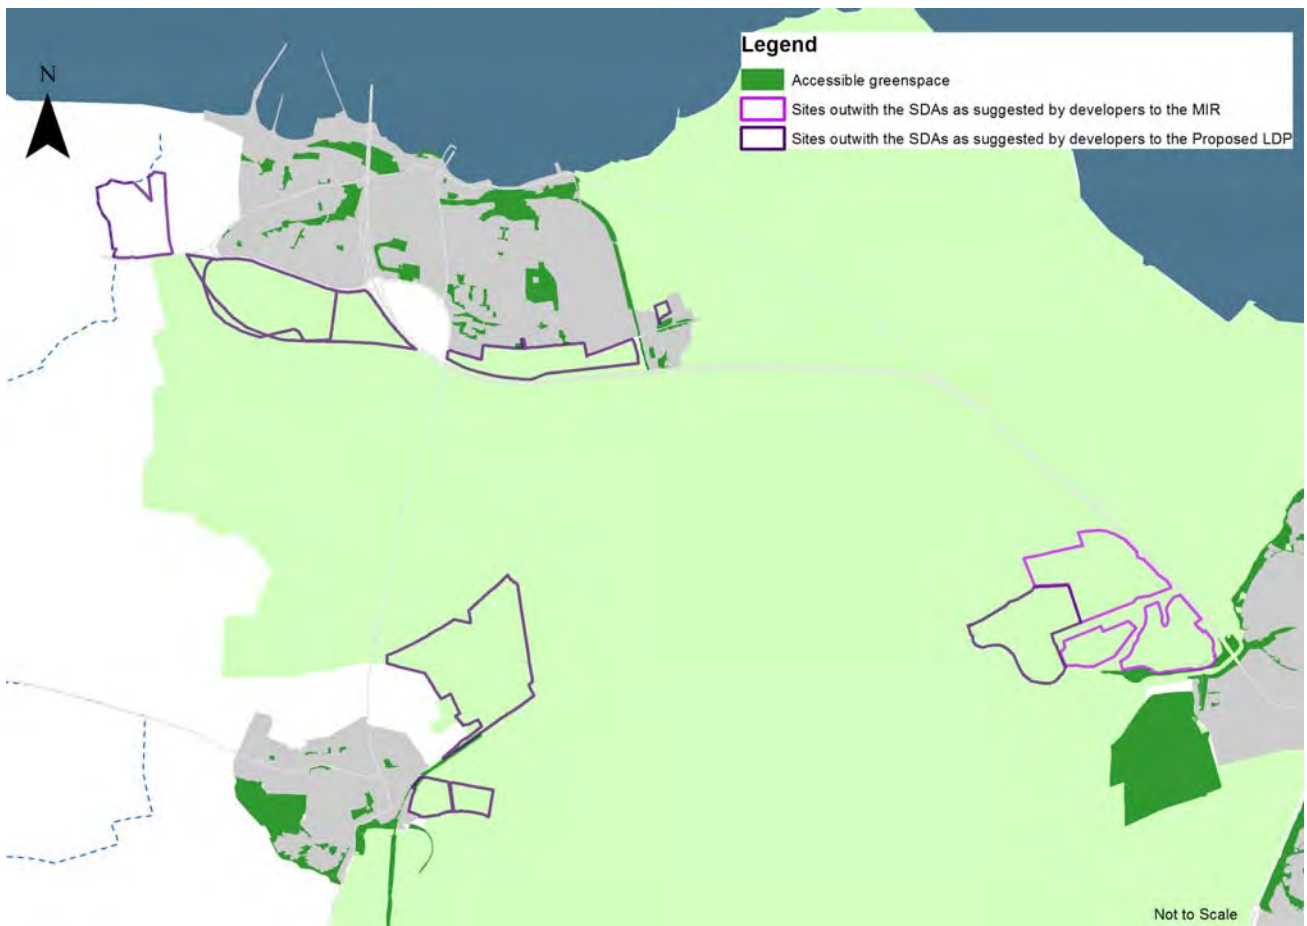 N
Legend
Accessible greenspace
Sites outwith the SDAs as suggested by developers to the MIR
Sites outwith the SDAs as suggested by developers to the Proposed LDP
Not to Scale